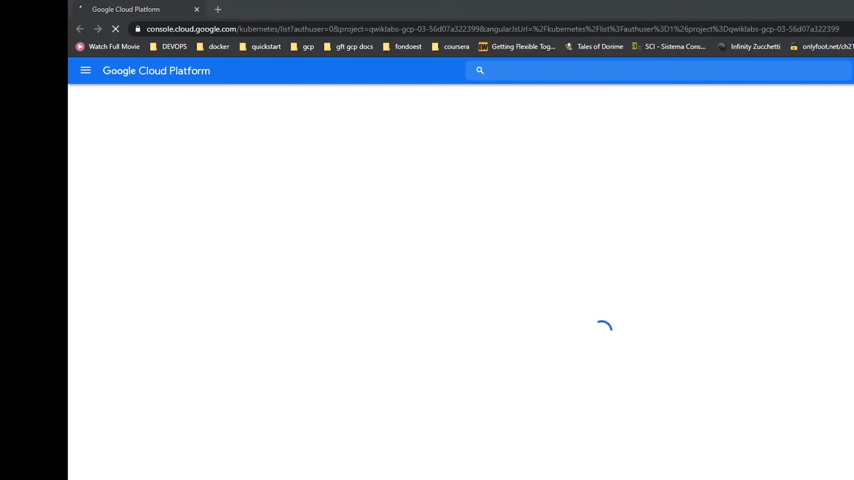 Google Cloud Platform
console.cloud.google.com/kubernetes/list?authuser=0&project=qwiklabs-gcp-03-56d07a322399&angularJsUrl=%2Fkubernetes%2Flist%3Fauthuser%3D1%26project%3Dqwiklabs-gcp-03-56d07a322399
Watch Full Movie DEVOPS docker quickstart gcp gft gcp docs fondoest coursera Getting Flexible Tog... Tales of Dorime SCI - Sistema Cons... Infinity Zucchetti onlyfoot.net/ch21
Google Cloud Platform